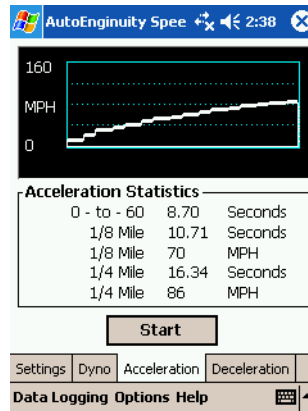 AutoEnginuity Spee 2:38
160
MPH
0
Acceleration Statistics
0 - to - 60 8.70 Seconds
1/8 Mile 10.71 Seconds
1/8 Mile 70 MPH
1/4 Mile 16.34 Seconds
1/4 Mile 86 MPH
Start
Settings Dyno Acceleration Deceleration
Data Logging Options Help